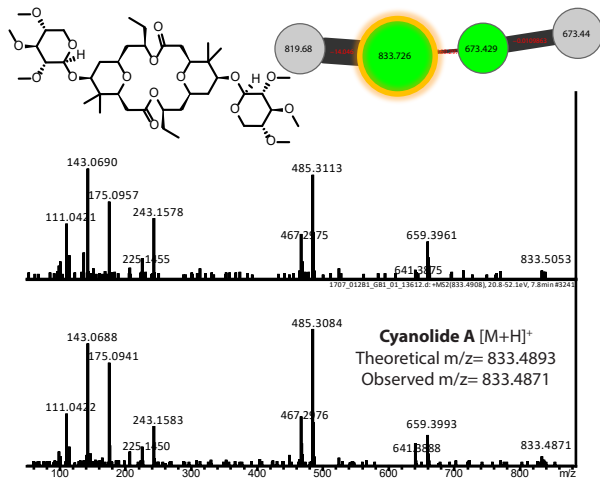 O
O
O
H
O
O
O
O
O
O
O
O
O
H
O
O
O
O
819.68
833.726
673.429
673.44
143.0690
175.0957
111.0421
243.1578
225.1455
485.3113
467.2975
659.3961
641.3875
833.5053
1707_012B1_GB1_01_13612.d: +MS2(833.4908), 20.8-52.1eV, 7.8min #3241
143.0688
175.0941
111.0422
243.1583
225.1450
485.3084
467.2976
659.3993
641.3888
833.4871
Cyanolide A [M+H]+
Theoretical m/z= 833.4893
Observed m/z= 833.4871
100 200 300 400 500 600 700 800 m/z